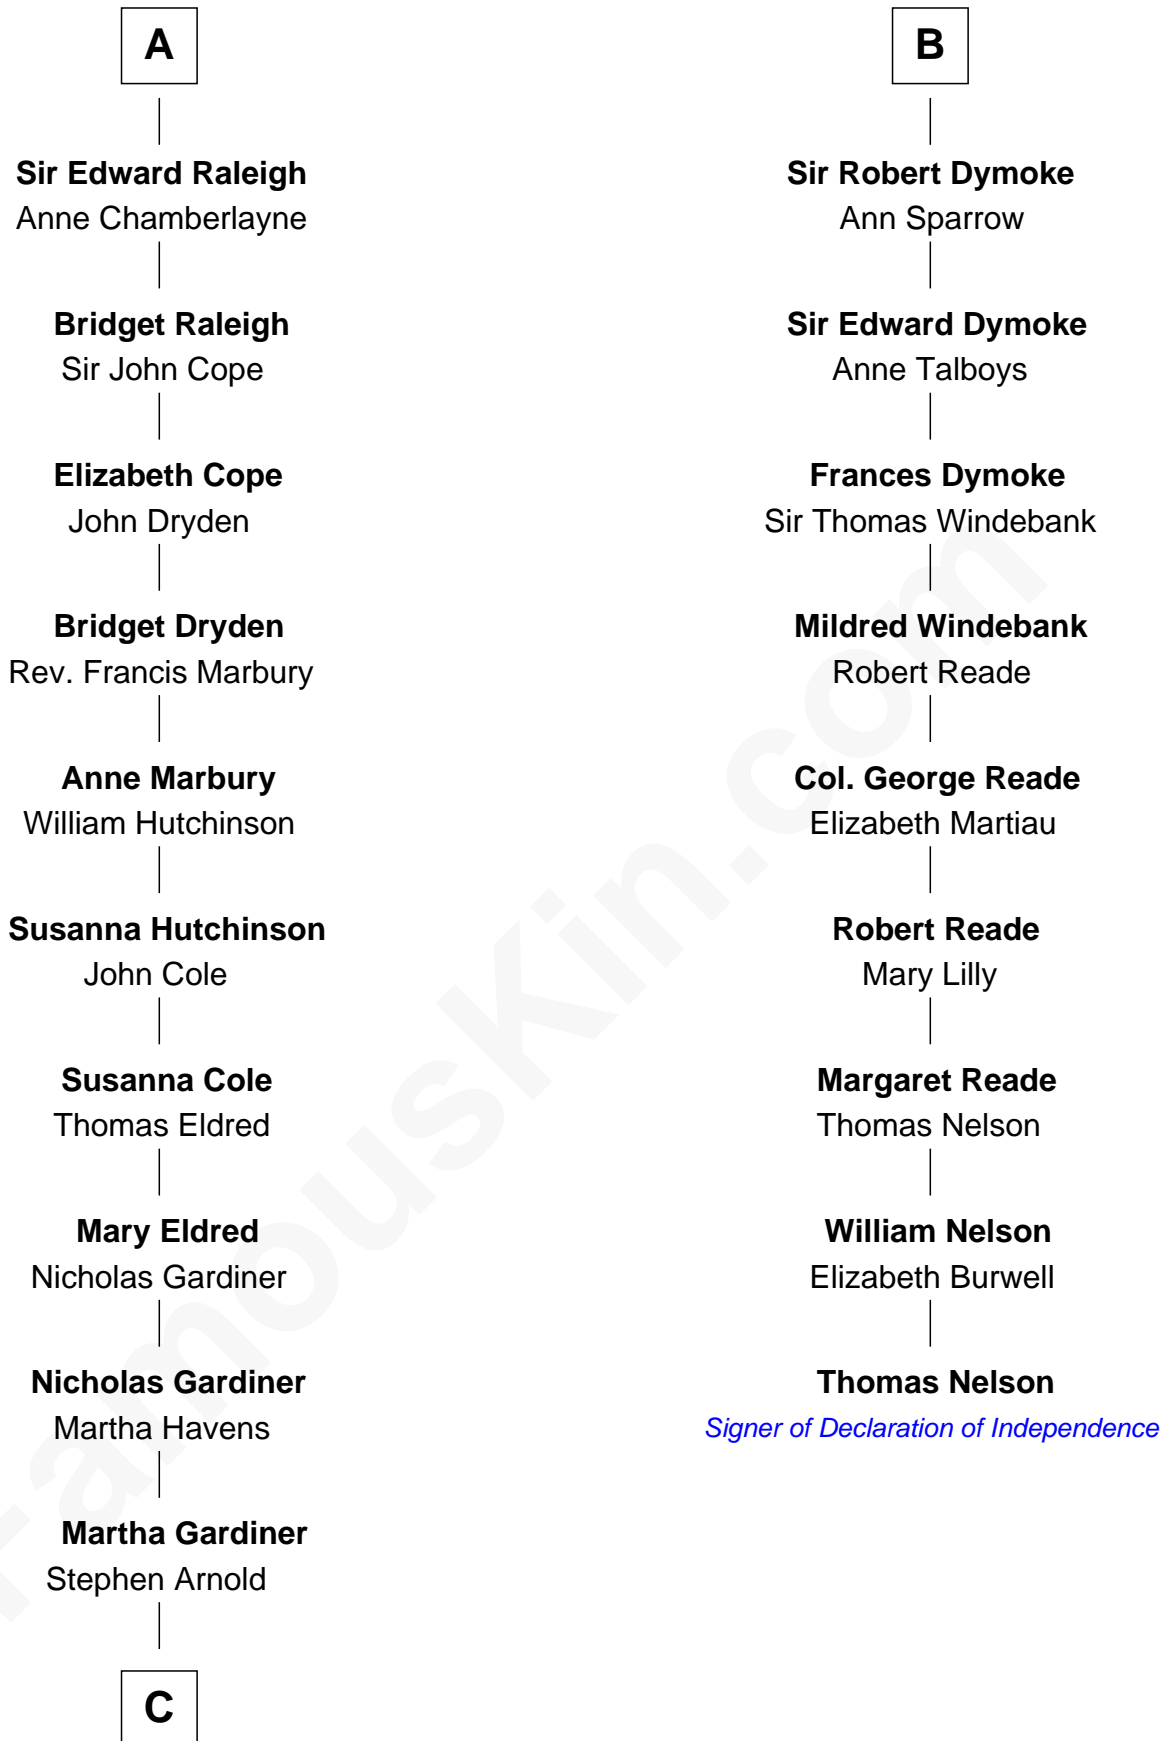 A
Sir Edward Raleigh
Anne Chamberlayne
Bridget Raleigh
Sir John Cope
Elizabeth Cope
John Dryden
Bridget Dryden
Rev. Francis Marbury
Anne Marbury
William Hutchinson
Susanna Hutchinson
John Cole
Susanna Cole
Thomas Eldred
Mary Eldred
Nicholas Gardiner
Nicholas Gardiner
Martha Havens
Martha Gardiner
Stephen Arnold
C
B
Sir Robert Dymoke
Ann Sparrow
Sir Edward Dymoke
Anne Talboys
Frances Dymoke
Sir Thomas Windebank
Mildred Windebank
Robert Reade
Col. George Reade
Elizabeth Martiau
Robert Reade
Mary Lilly
Margaret Reade
Thomas Nelson
William Nelson
Elizabeth Burwell
Thomas Nelson
Signer of Declaration of Independence
FamousKin.com